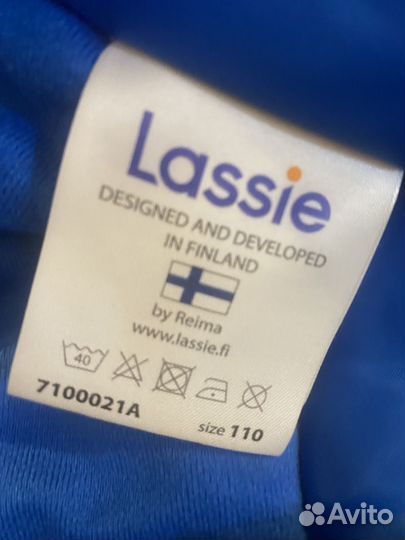 Lassie
DESIGNED AND DEVELOPED
IN FINLAND
by Reima
www.lassie.fi
40
7100021A
size 110
Avito